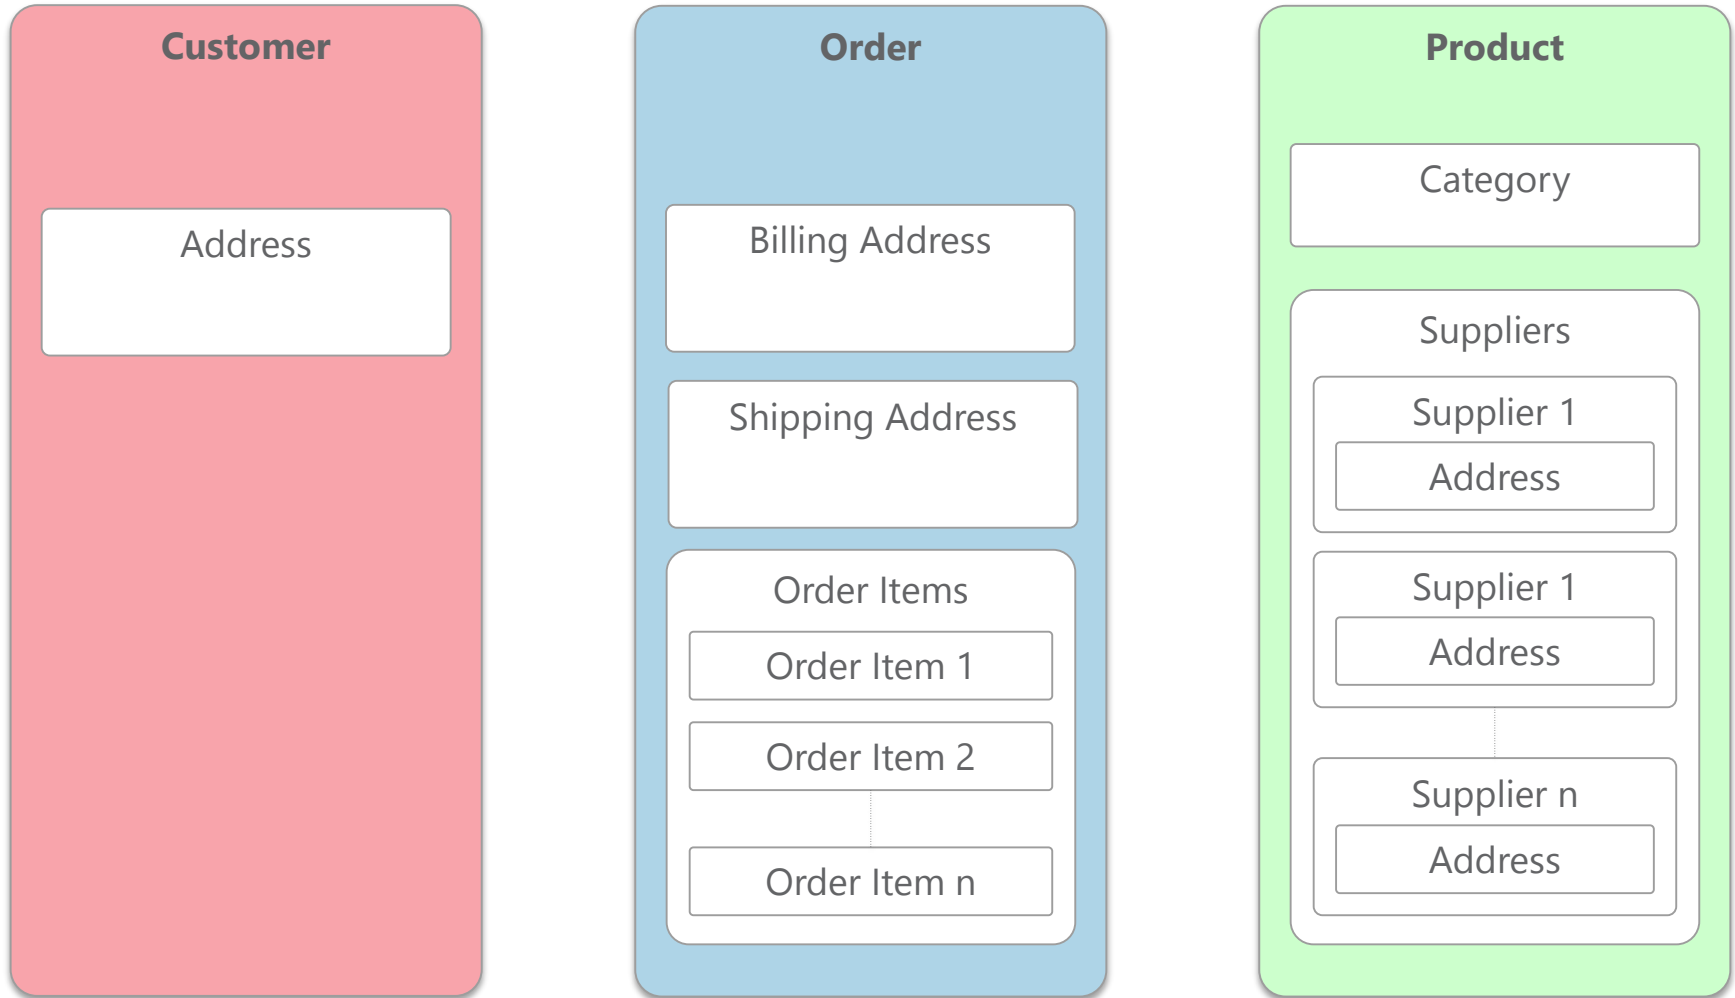 Customer
Address
Order
Billing Address
Shipping Address
Order Items
Order Item 1
Order Item 2
Order Item n
Product
Category
Suppliers
Supplier 1
Address
Supplier 1
Address
Supplier n
Address